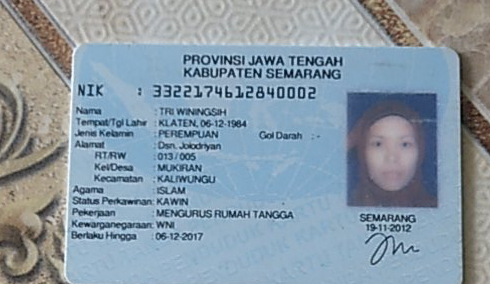 PROVINSI JAWA TENGAH
KABUPATEN SEMARANG
NIK : 3322174612840002
Nama : TRI WININGSIH
Tempat/Tgl Lahir : KLATEN, 06-12-1984
Jenis Kelamin : PEREMPUAN Gol Darah : -
Alamat : Dsn. Jolodriyan
RT/RW : 013 / 005
Kel/Desa : MUKIRAN
Kecamatan : KALIWUNGU
Agama : ISLAM
Status Perkawinan: KAWIN
Pekerjaan : MENGURUS RUMAH TANGGA
Kewarganegaraan: WNI
Berlaku Hingga : 06-12-2017
SEMARANG
19-11-2012